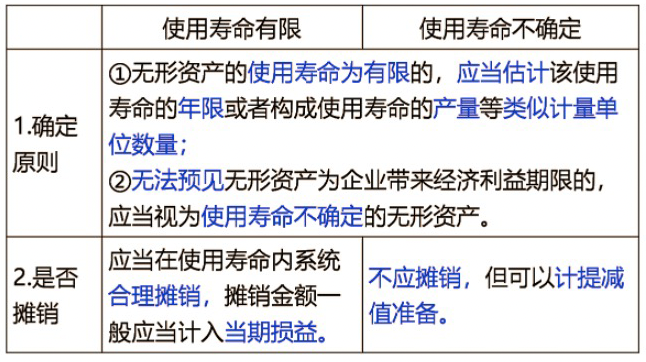 使用寿命有限
使用寿命不确定
1.确定
原则
①无形资产的使用寿命为有限的，应当估计该使用
寿命的年限或者构成使用寿命的产量等类似计量单
位数量；
②无法预见无形资产为企业带来经济利益期限的，
应当视为使用寿命不确定的无形资产。
2.是否
摊销
应当在使用寿命内系统
合理摊销，摊销金额一
般应当计入当期损益。
不应摊销，但可以计提减
值准备。